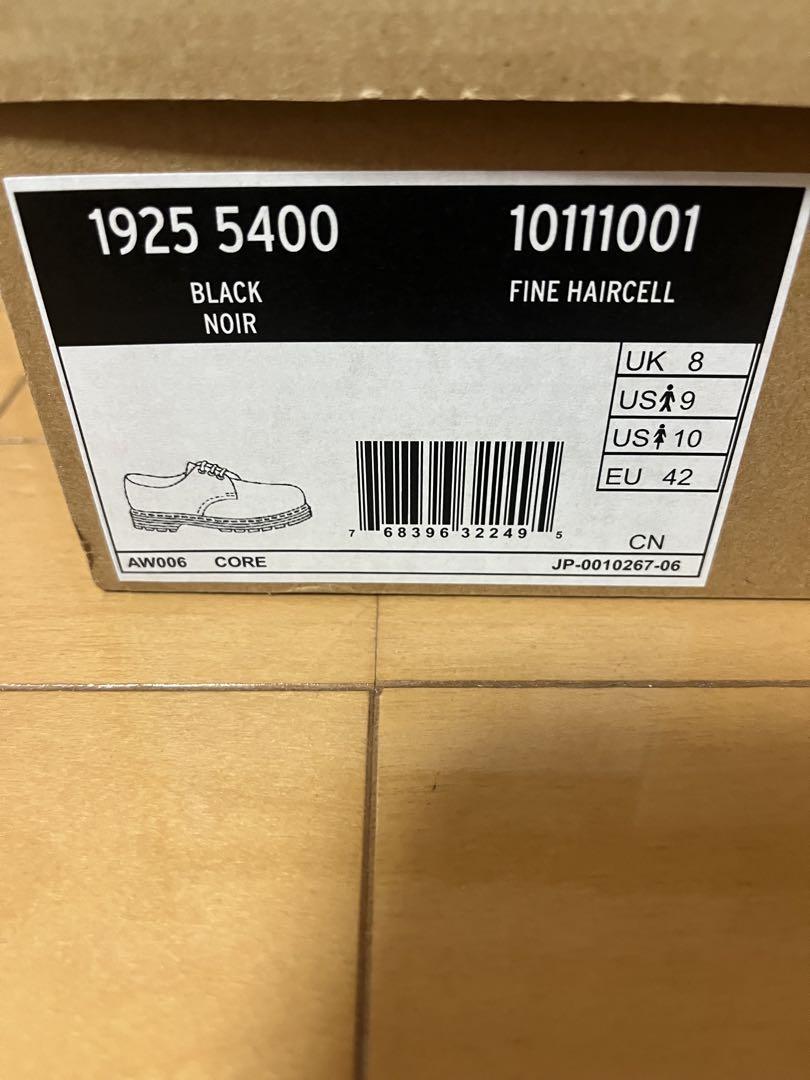 1925 5400 10111001
BLACK FINE HAIRCELL
NOIR
UK 8
US 9
US 10
EU 42
7 68396 32249 5
CN
AW006 CORE JP-0010267-06